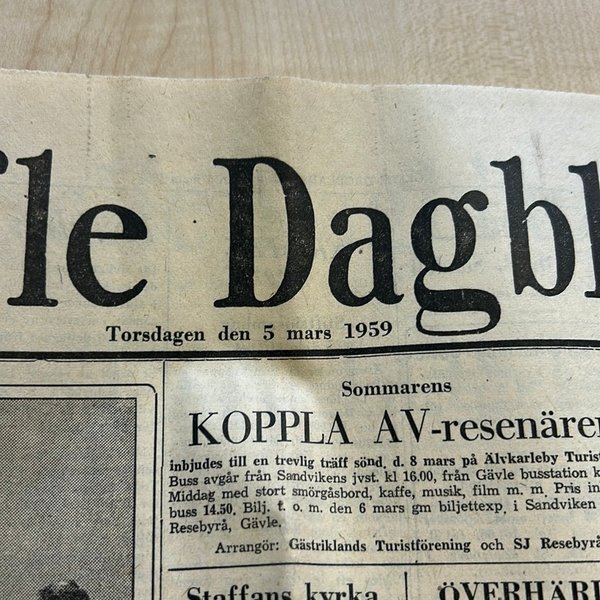 fle Dagbl
Torsdagen den 5 mars 1959
Sommarens
KOPPLA AV-resenären
inbjudes till en trevlig träff sönd. d. 8 mars på Älvkarleby Turist
Buss avgår från Sandvikens jvst. kl 16.00, från Gävle busstation k
Middag med stort smörgåsbord, kaffe, musik, film m. m. Pris in
buss 14.50. Bilj. t. o. m. den 6 mars gm biljettexp. i Sandviken
Resebyrå, Gävle.
Arrangör: Gästriklands Turistförening och SJ Resebyrå
Staffans kyrka
ÖVERHÄRD